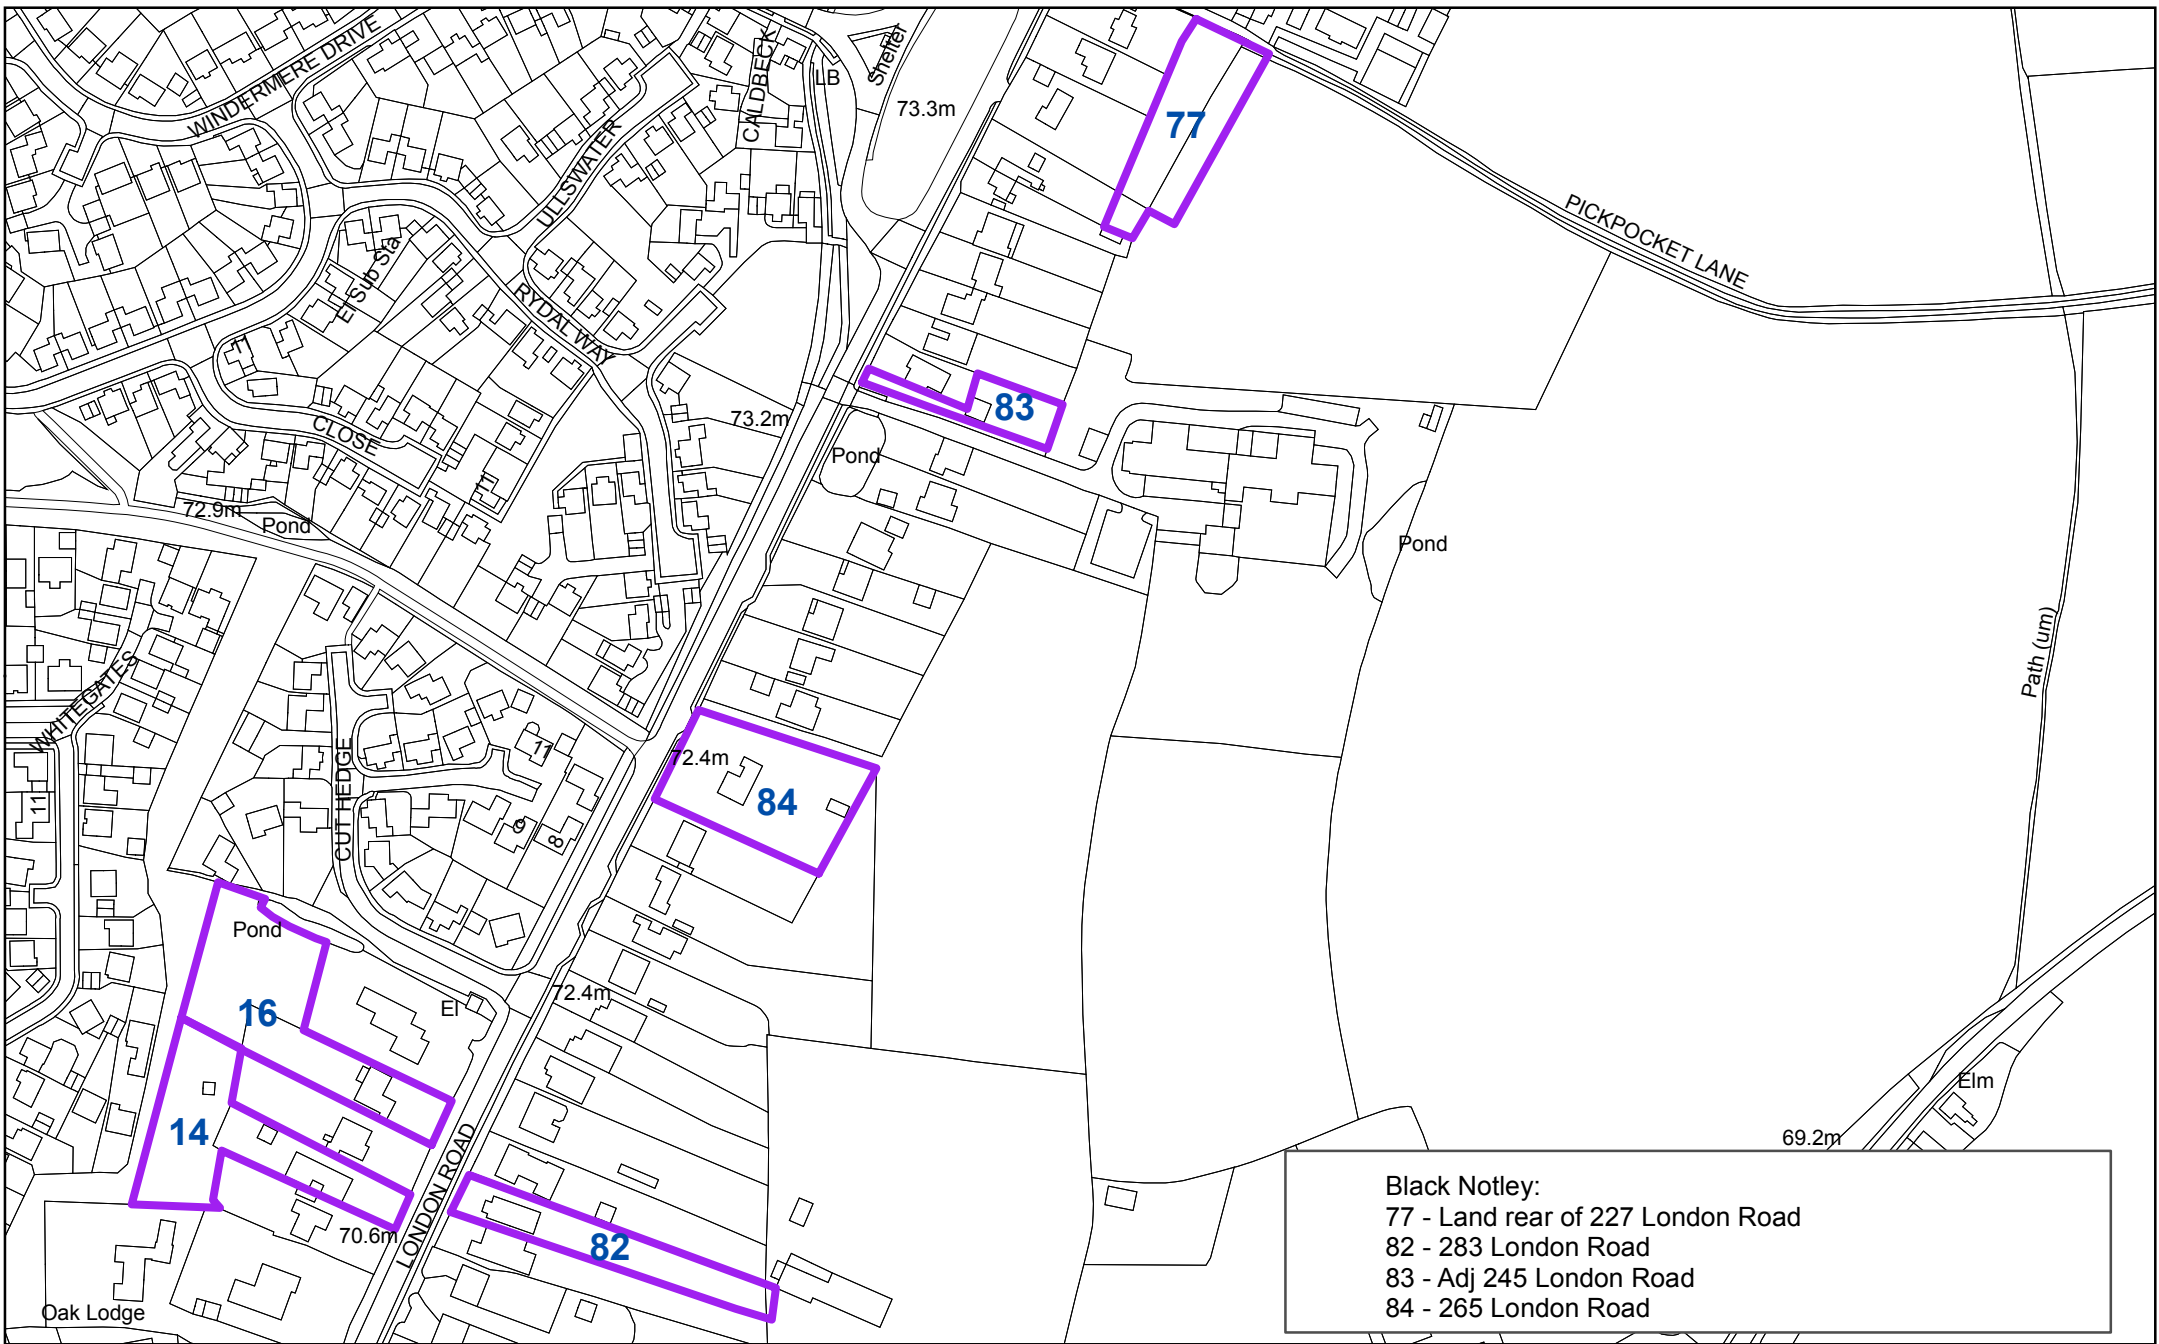 WINDERMERE DRIVE
CALDBECK
LB
Shelter
73.3m
77
ULLSWATER
El Sub Sta
PICKPOCKET LANE
RYDAL WAY
11
83
73.2m
CLOSE
Pond
11
72.9m
Pond
Pond
Path (um)
WHITEGATES
CUT HEDGE
11
72.4m
84
11
9
8
Pond
16
El
72.4m
14
Elm
69.2m
LONDON ROAD
70.6m
82
Oak Lodge
Black Notley:
77 - Land rear of 227 London Road
82 - 283 London Road
83 - Adj 245 London Road
84 - 265 London Road